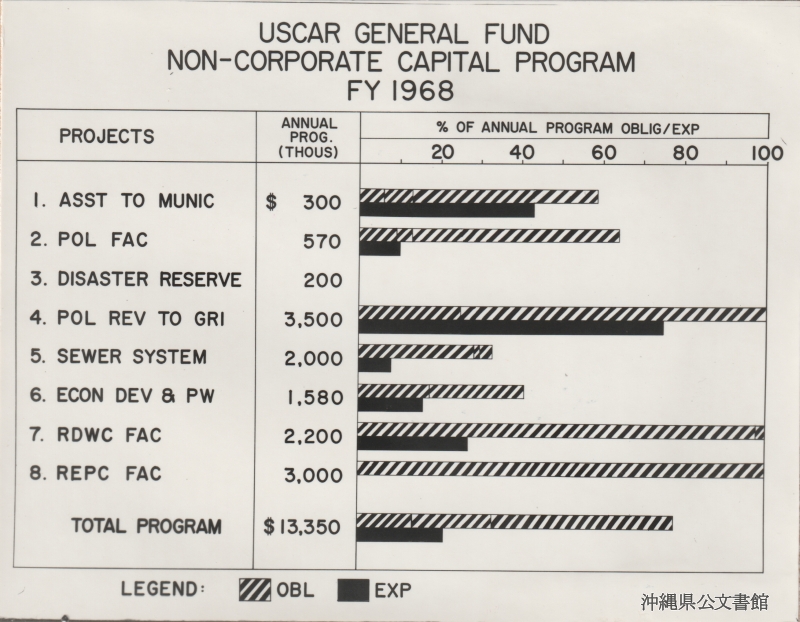 USCAR GENERAL FUND
NON-CORPORATE CAPITAL PROGRAM
FY 1968
PROJECTS
ANNUAL
PROG.
(THOUS)
% OF ANNUAL PROGRAM OBLIG/EXP
20 40 60 80 100
1. ASST TO MUNIC $ 300
2. POL FAC 570
3. DISASTER RESERVE 200
4. POL REV TO GRI 3,500
5. SEWER SYSTEM 2,000
6. ECON DEV & PW 1,580
7. RDWC FAC 2,200
8. REPC FAC 3,000
TOTAL PROGRAM $13,350
LEGEND: OBL EXP
沖縄県公文書館